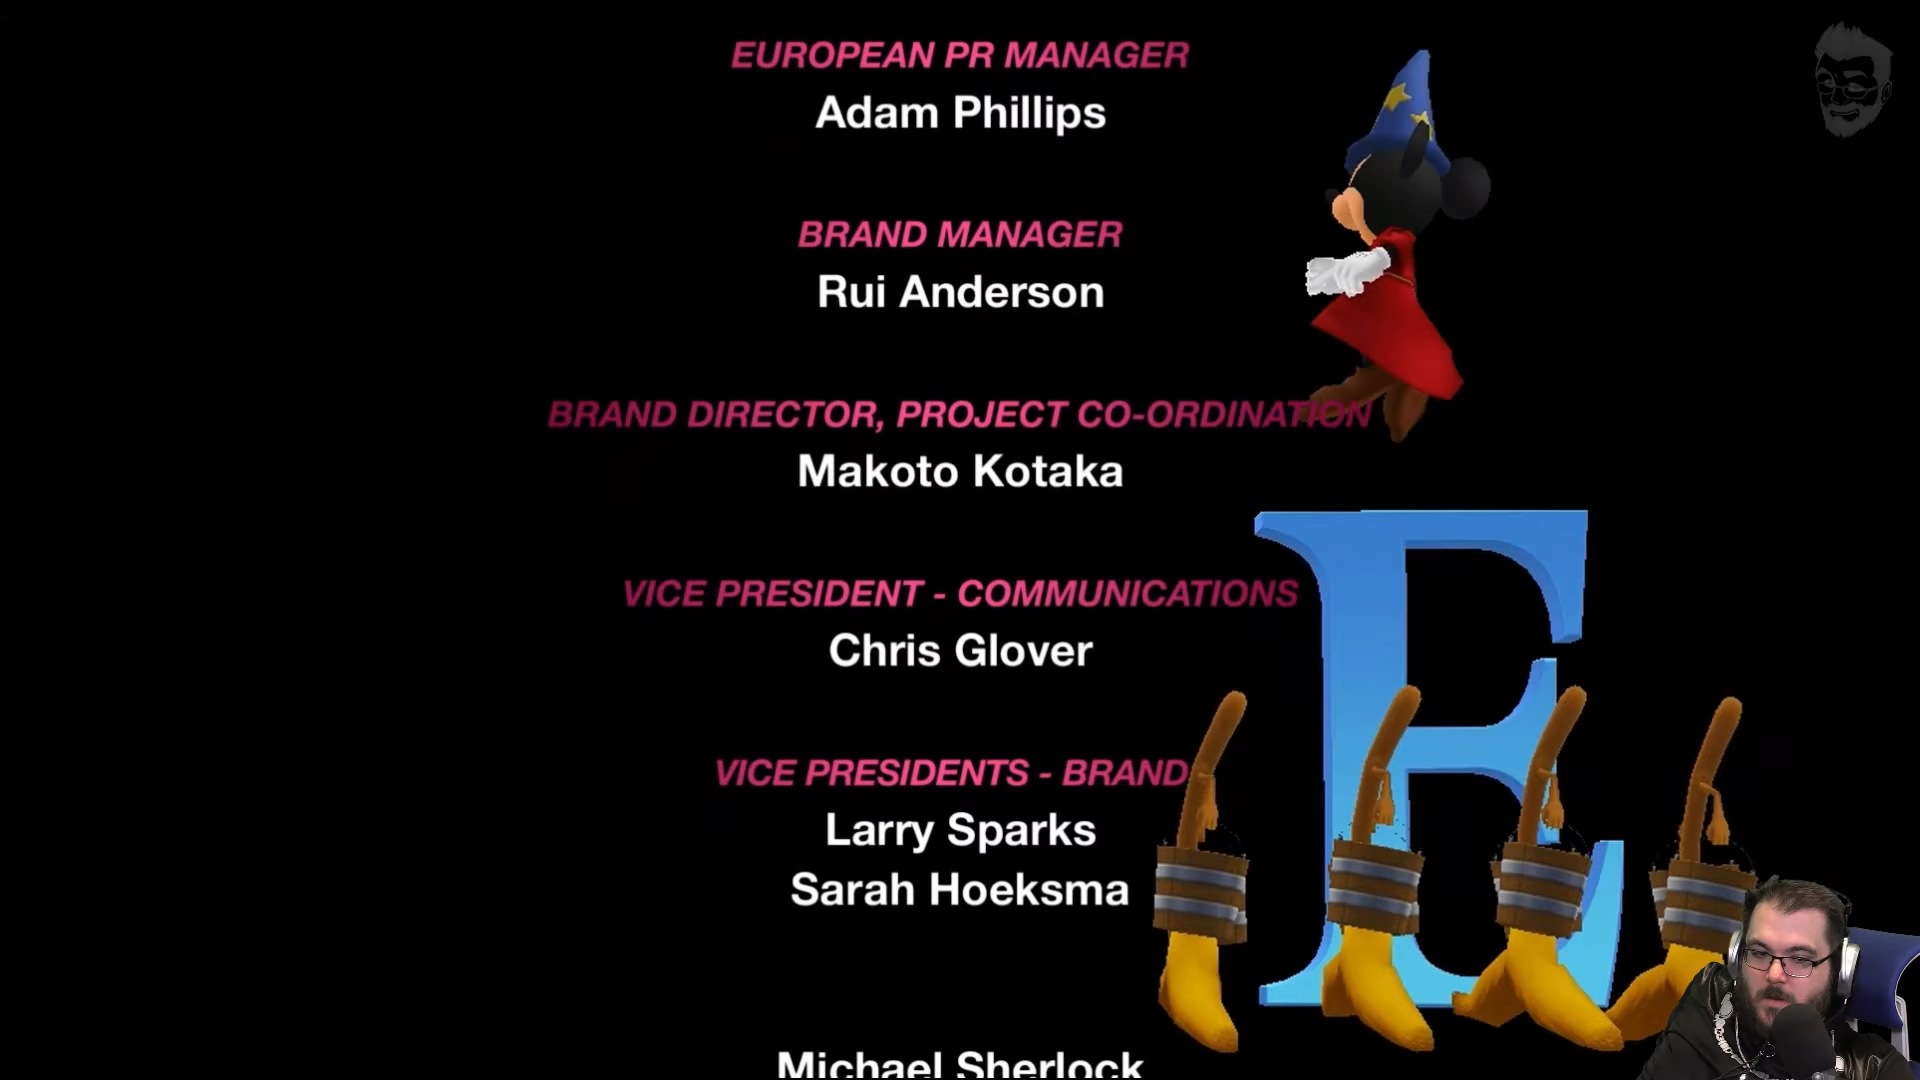 EUROPEAN PR MANAGER
Adam Phillips
BRAND MANAGER
Rui Anderson
BRAND DIRECTOR, PROJECT CO-ORDINATION
Makoto Kotaka
VICE PRESIDENT - COMMUNICATIONS
Chris Glover
E
VICE PRESIDENTS - BRAND
Larry Sparks
Sarah Hoeksma
Michael Sherlock